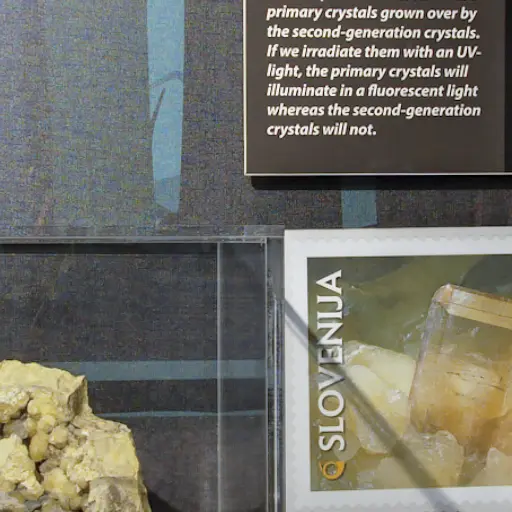 primary crystals grown over by
the second-generation crystals.
If we irradiate them with an UV-
light, the primary crystals will
illuminate in a fluorescent light
whereas the second-generation
crystals will not.
SLOVENIJA